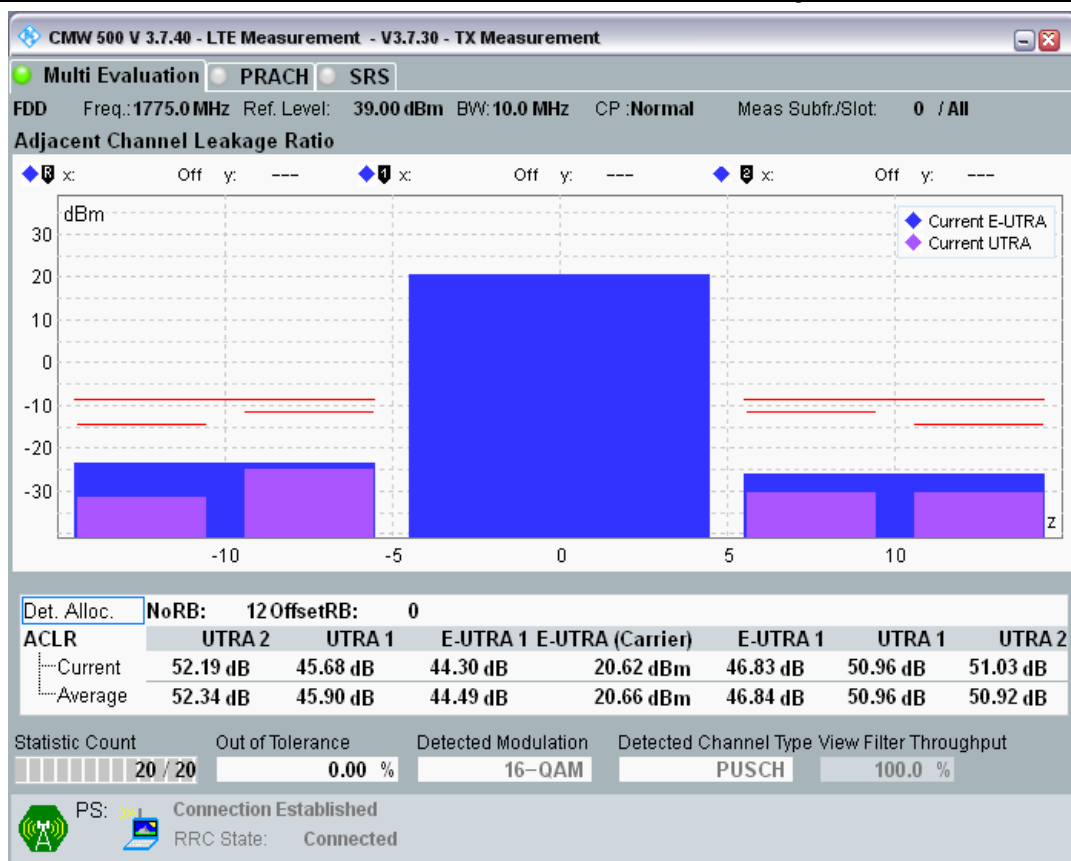 CMW 500 V 3.7.40 - LTE Measurement - V3.7.30 - TX Measurement
Multi Evaluation PRACH SRS
FDD Freq.: 1775.0 MHz Ref. Level: 39.00 dBm BW: 10.0 MHz CP : Normal Meas Subfr./Slot: 0 / All
Adjacent Channel Leakage Ratio
R x: Off y: --- 1 x: Off y: --- 2 x: Off y: ---
dBm
Current E-UTRA
Current UTRA
30
20
10
0
-10
-20
-30
z
-10 -5 0 5 10
Det. Alloc. NoRB: 12 OffsetRB: 0
ACLR UTRA 2 UTRA 1 E-UTRA 1 E-UTRA (Carrier) E-UTRA 1 UTRA 1 UTRA 2
Current 52.19 dB 45.68 dB 44.30 dB 20.62 dBm 46.83 dB 50.96 dB 51.03 dB
Average 52.34 dB 45.90 dB 44.49 dB 20.66 dBm 46.84 dB 50.96 dB 50.92 dB
Statistic Count Out of Tolerance Detected Modulation Detected Channel Type View Filter Throughput
20 / 20 0.00 % 16-QAM PUSCH 100.0 %
PS: Connection Established
RRC State: Connected